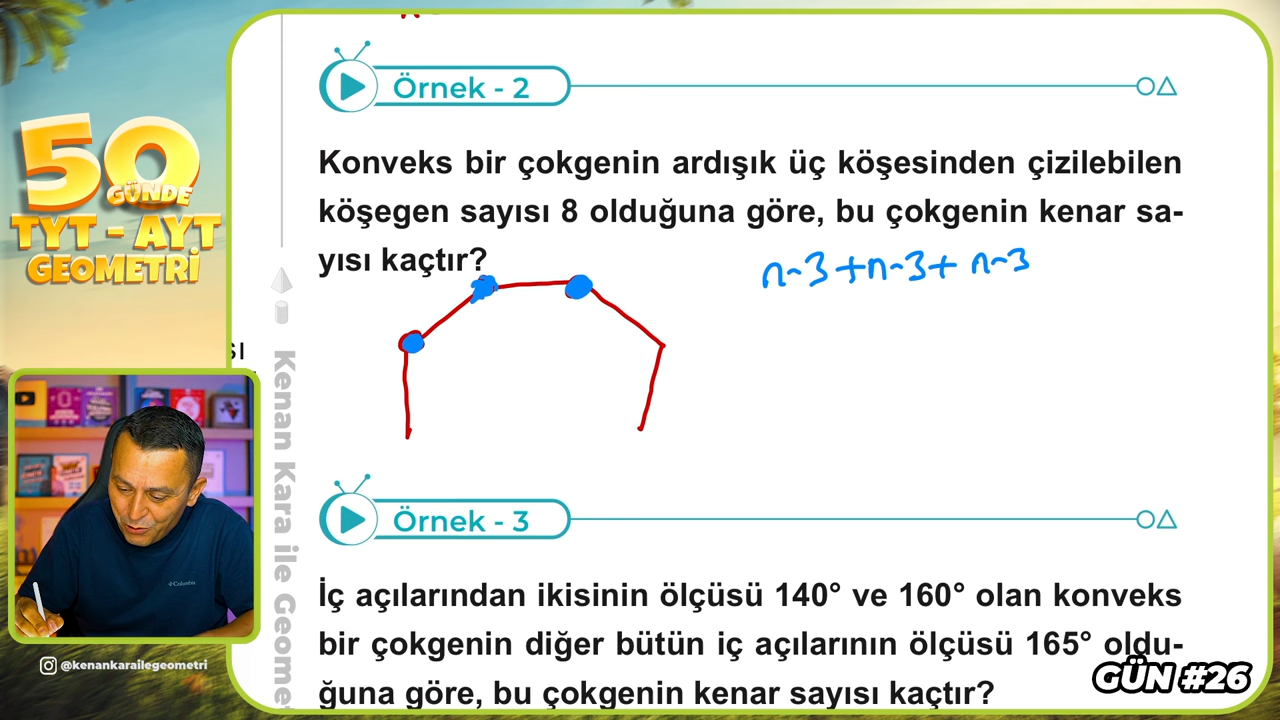 50
GÜNDE
TYT - AYT
GEOMETRİ
Örnek - 2
Konveks bir çokgenin ardışık üç köşesinden çizilebilen
köşegen sayısı 8 olduğuna göre, bu çokgenin kenar sa-
yısı kaçtır?
n-3+n-3+ n-3
Kenan Kara ile Geome
Örnek - 3
İç açılarından ikisinin ölçüsü 140° ve 160° olan konveks
bir çokgenin diğer bütün iç açılarının ölçüsü 165° oldu-
ğuna göre, bu çokgenin kenar sayısı kaçtır?
Columbia
@kenankarailegeometri
GÜN #26